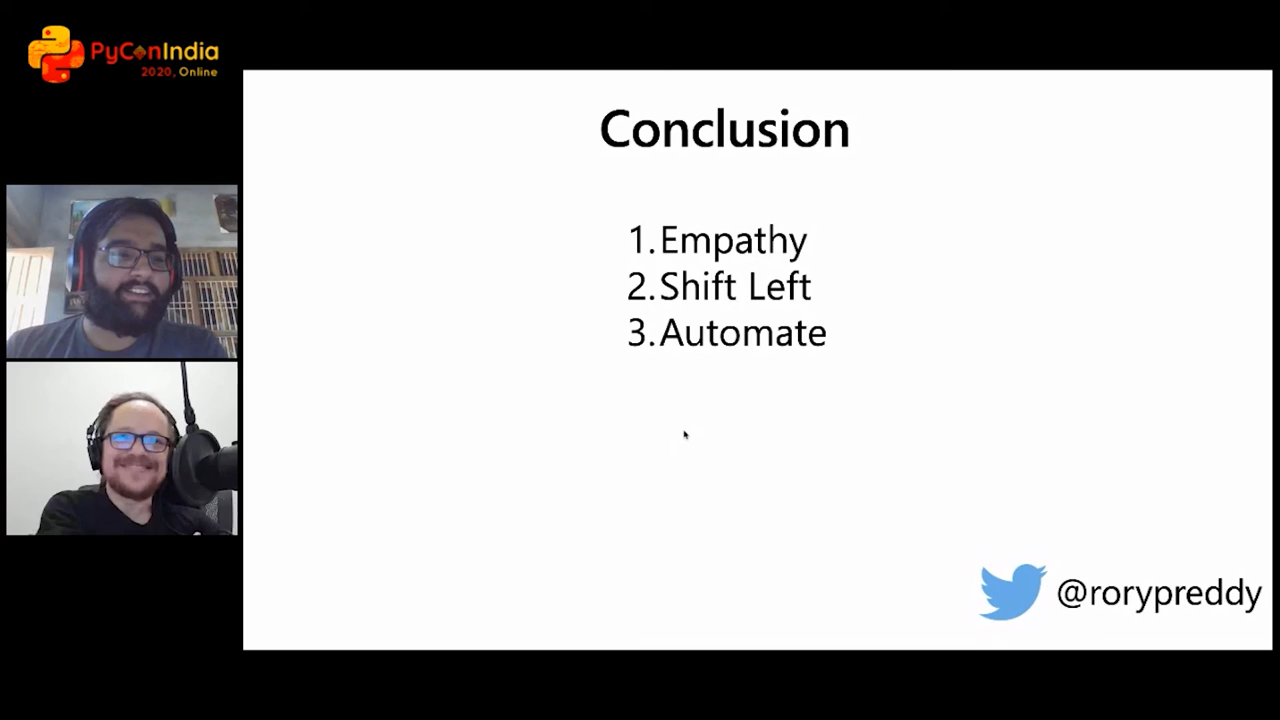 PyConIndia
2020, Online
Conclusion
1.Empathy
2.Shift Left
3.Automate
@rorypreddy